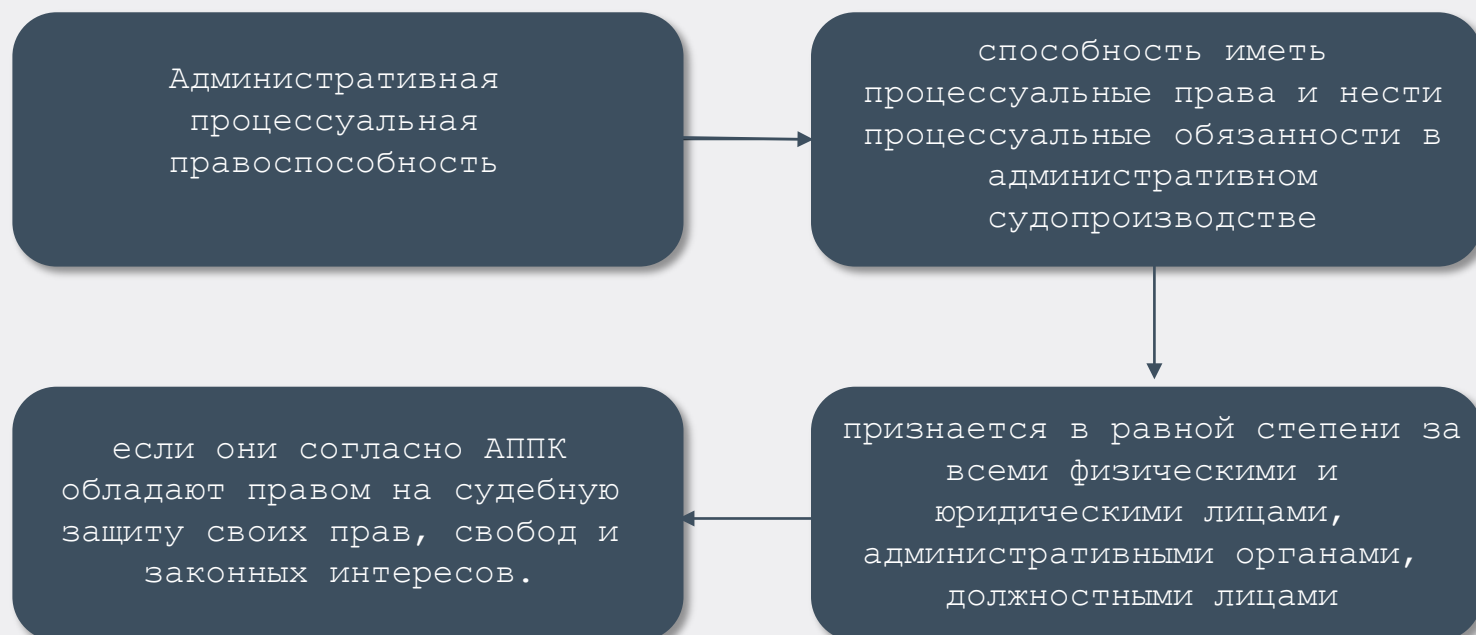 Административная
процессуальная
правоспособность
способность иметь
процессуальные права и нести
процессуальные обязанности в
административном
судопроизводстве
признается в равной степени за
всеми физическими и
юридическими лицами,
административными органами,
должностными лицами
если они согласно АППК
обладают правом на судебную
защиту своих прав, свобод и
законных интересов.